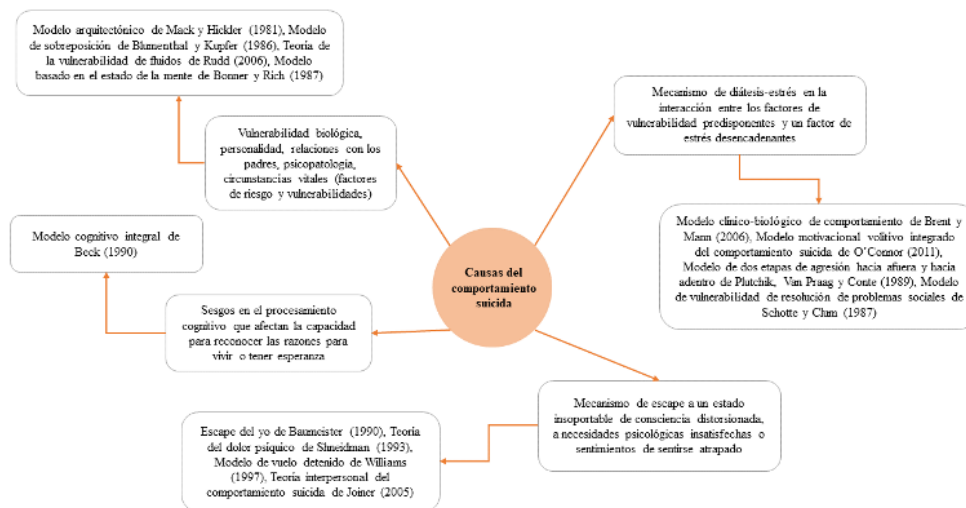 Modelo arquitectónico de Mack y Hickler (1981), Modelo
de sobreposición de Blumenthal y Kupfer (1986), Teoría de
la vulnerabilidad de fluidos de Rudd (2006), Modelo
basado en el estado de la mente de Bonner y Rich (1987)
Vulnerabilidad biológica,
personalidad, relaciones con los
padres, psicopatología,
circunstancias vitales (factores
de riesgo y vulnerabilidades)
Modelo cognitivo integral de
Beck (1990)
Sesgos en el procesamiento
cognitivo que afectan la capacidad
para reconocer las razones para
vivir o tener esperanza
Causas del
comportamiento
suicida
Mecanismo de diátesis-estrés en la
interacción entre los factores de
vulnerabilidad predisponentes y un factor de
estrés desencadenantes
Modelo clínico-biológico de comportamiento de Brent y
Mann (2006), Modelo motivacional volitivo integrado
del comportamiento suicida de O'Connor (2011),
Modelo de dos etapas de agresión hacia afuera y hacia
adentro de Plutchik, Van Praag y Conte (1989), Modelo
de vulnerabilidad de resolución de problemas sociales de
Schotte y Clum (1987)
Mecanismo de escape a un estado
insoportable de consciencia distorsionada,
a necesidades psicológicas insatisfechas o
sentimientos de sentirse atrapado
Escape del yo de Baumeister (1990), Teoría
del dolor psíquico de Shneidman (1993),
Modelo de vuelo detenido de Williams
(1997), Teoría interpersonal del
comportamiento suicida de Joiner (2005)